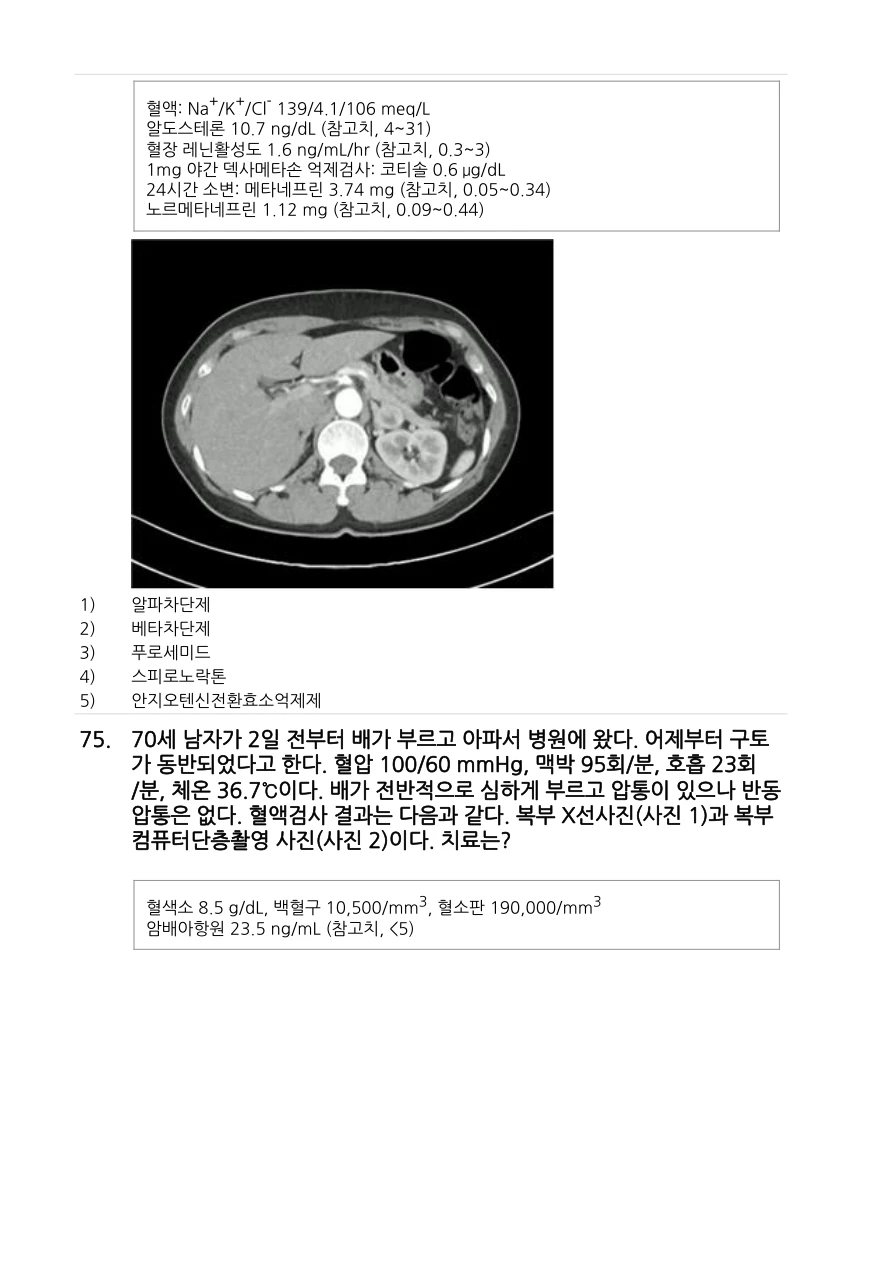 혈액: Na+/K+/Cl- 139/4.1/106 meq/L
알도스테론 10.7 ng/dL (참고치, 4~31)
혈장 레닌활성도 1.6 ng/mL/hr (참고치, 0.3~3)
1mg 야간 덱사메타손 억제검사: 코티솔 0.6 µg/dL
24시간 소변: 메타네프린 3.74 mg (참고치, 0.05~0.34)
노르메타네프린 1.12 mg (참고치, 0.09~0.44)
1) 알파차단제
2) 베타차단제
3) 푸로세미드
4) 스피로노락톤
5) 안지오텐신전환효소억제제
75. 70세 남자가 2일 전부터 배가 부르고 아파서 병원에 왔다. 어제부터 구토
가 동반되었다고 한다. 혈압 100/60 mmHg, 맥박 95회/분, 호흡 23회
/분, 체온 36.7℃이다. 배가 전반적으로 심하게 부르고 압통이 있으나 반동
압통은 없다. 혈액검사 결과는 다음과 같다. 복부 X선사진(사진 1)과 복부
컴퓨터단층촬영 사진(사진 2)이다. 치료는?
혈색소 8.5 g/dL, 백혈구 10,500/mm3, 혈소판 190,000/mm3
암배아항원 23.5 ng/mL (참고치, <5)